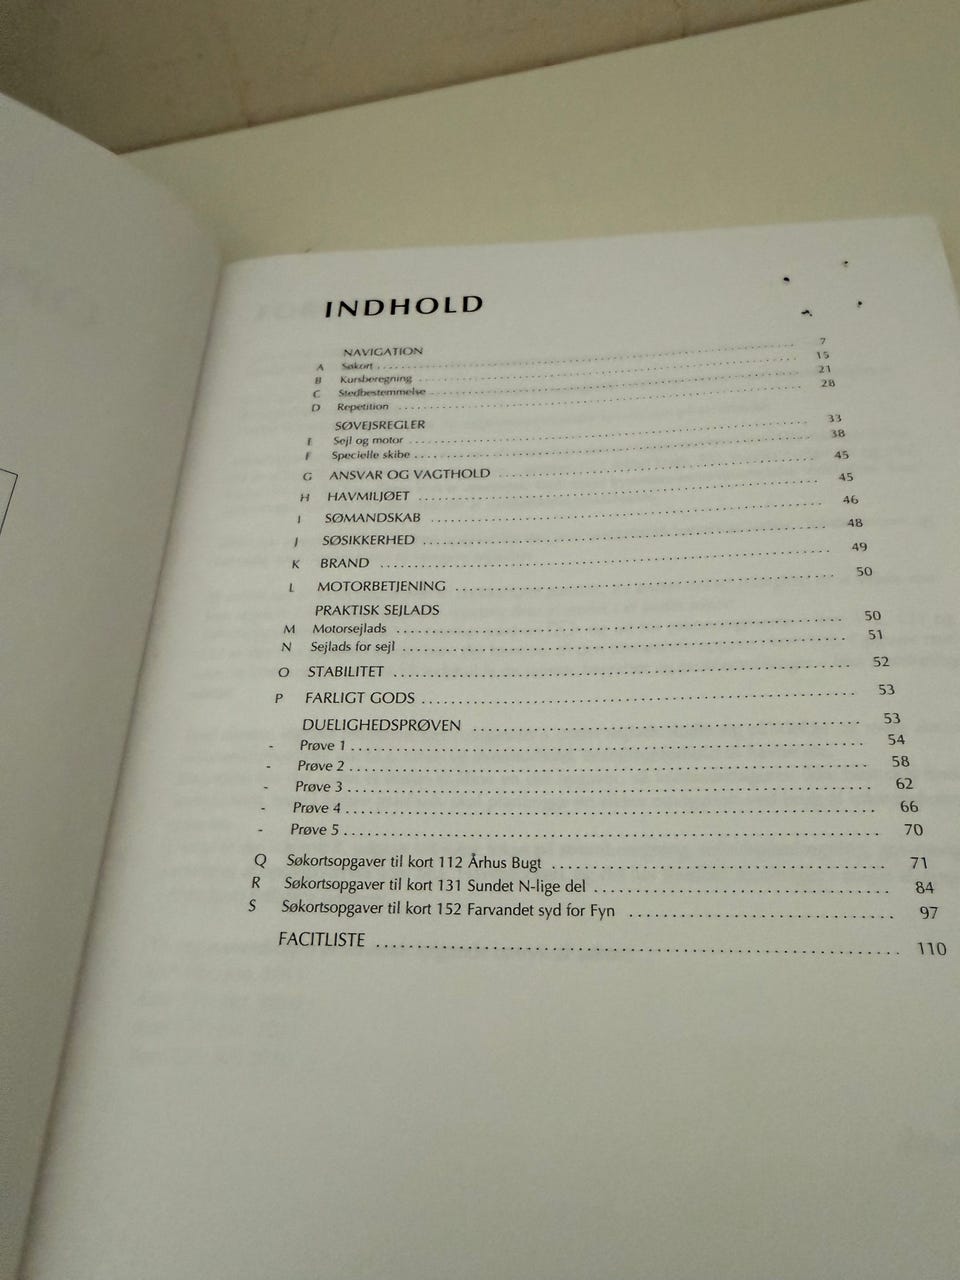 INDHOLD
NAVIGATION
A Søkort ........ 7
B Kursberegning ........ 15
C Stedbestemmelse ........ 21
D Repetition ........ 28
SØVEJSREGLER
E Sejl og motor ........ 33
F Specielle skibe ........ 38
G ANSVAR OG VAGTHOLD ........ 45
H HAVMILJØET ........ 45
I SØMANDSKAB ........ 46
J SØSIKKERHED ........ 48
K BRAND ........ 49
L MOTORBETJENING ........ 50
PRAKTISK SEJLADS
M Motorsejlads ........ 50
N Sejlads for sejl ........ 51
O STABILITET ........ 52
P FARLIGT GODS ........ 53
DUELIGHEDSPRØVEN ........ 53
- Prøve 1 ........ 54
- Prøve 2 ........ 58
- Prøve 3 ........ 62
- Prøve 4 ........ 66
- Prøve 5 ........ 70
Q Søkortsopgaver til kort 112 Århus Bugt ........ 71
R Søkortsopgaver til kort 131 Sundet N-lige del ........ 84
S Søkortsopgaver til kort 152 Farvandet syd for Fyn ........ 97
FACITLISTE ........ 110